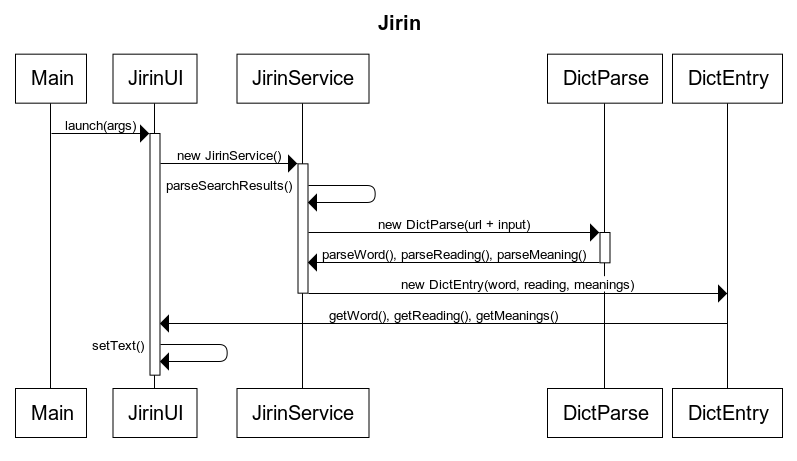 Jirin
Main JirinUI JirinService DictParse DictEntry
launch(args)
new JirinService()
parseSearchResults()
new DictParse(url + input)
parseWord(), parseReading(), parseMeaning()
new DictEntry(word, reading, meanings)
getWord(), getReading(), getMeanings()
setText()
Main JirinUI JirinService DictParse DictEntry